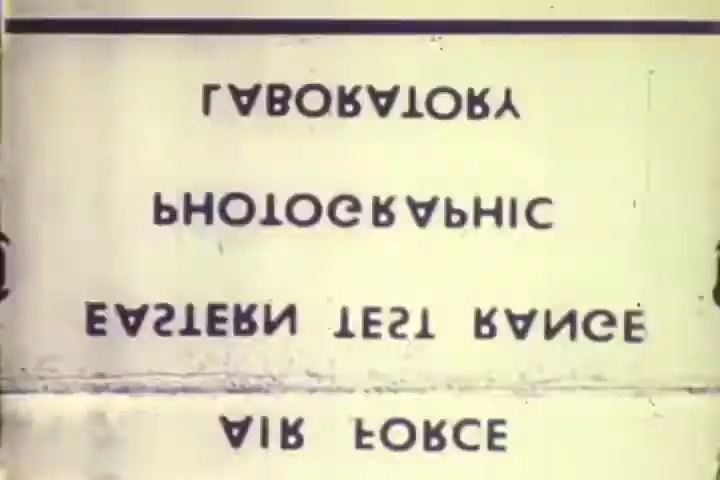 AIR FORCE
EASTERN TEST RANGE
PHOTOGRAPHIC
LABORATORY